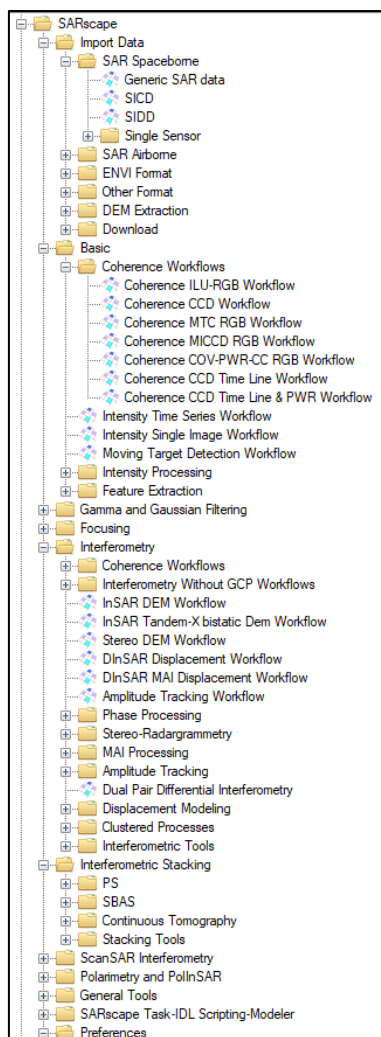 SARscape
Import Data
SAR Spaceborne
Generic SAR data
SICD
SIDD
Single Sensor
SAR Airborne
ENVI Format
Other Format
DEM Extraction
Download
Basic
Coherence Workflows
Coherence ILU-RGB Workflow
Coherence CCD Workflow
Coherence MTC RGB Workflow
Coherence MICCD RGB Workflow
Coherence COV-PWR-CC RGB Workflow
Coherence CCD Time Line Workflow
Coherence CCD Time Line & PWR Workflow
Intensity Time Series Workflow
Intensity Single Image Workflow
Moving Target Detection Workflow
Intensity Processing
Feature Extraction
Gamma and Gaussian Filtering
Focusing
Interferometry
Coherence Workflows
Interferometry Without GCP Workflows
InSAR DEM Workflow
InSAR Tandem-X bistatic Dem Workflow
Stereo DEM Workflow
DInSAR Displacement Workflow
DInSAR MAI Displacement Workflow
Amplitude Tracking Workflow
Phase Processing
Stereo-Radargrammetry
MAI Processing
Amplitude Tracking
Dual Pair Differential Interferometry
Displacement Modeling
Clustered Processes
Interferometric Tools
Interferometric Stacking
PS
SBAS
Continuous Tomography
Stacking Tools
ScanSAR Interferometry
Polarimetry and PolInSAR
General Tools
SARscape Task-IDL Scripting-Modeler
Preferences